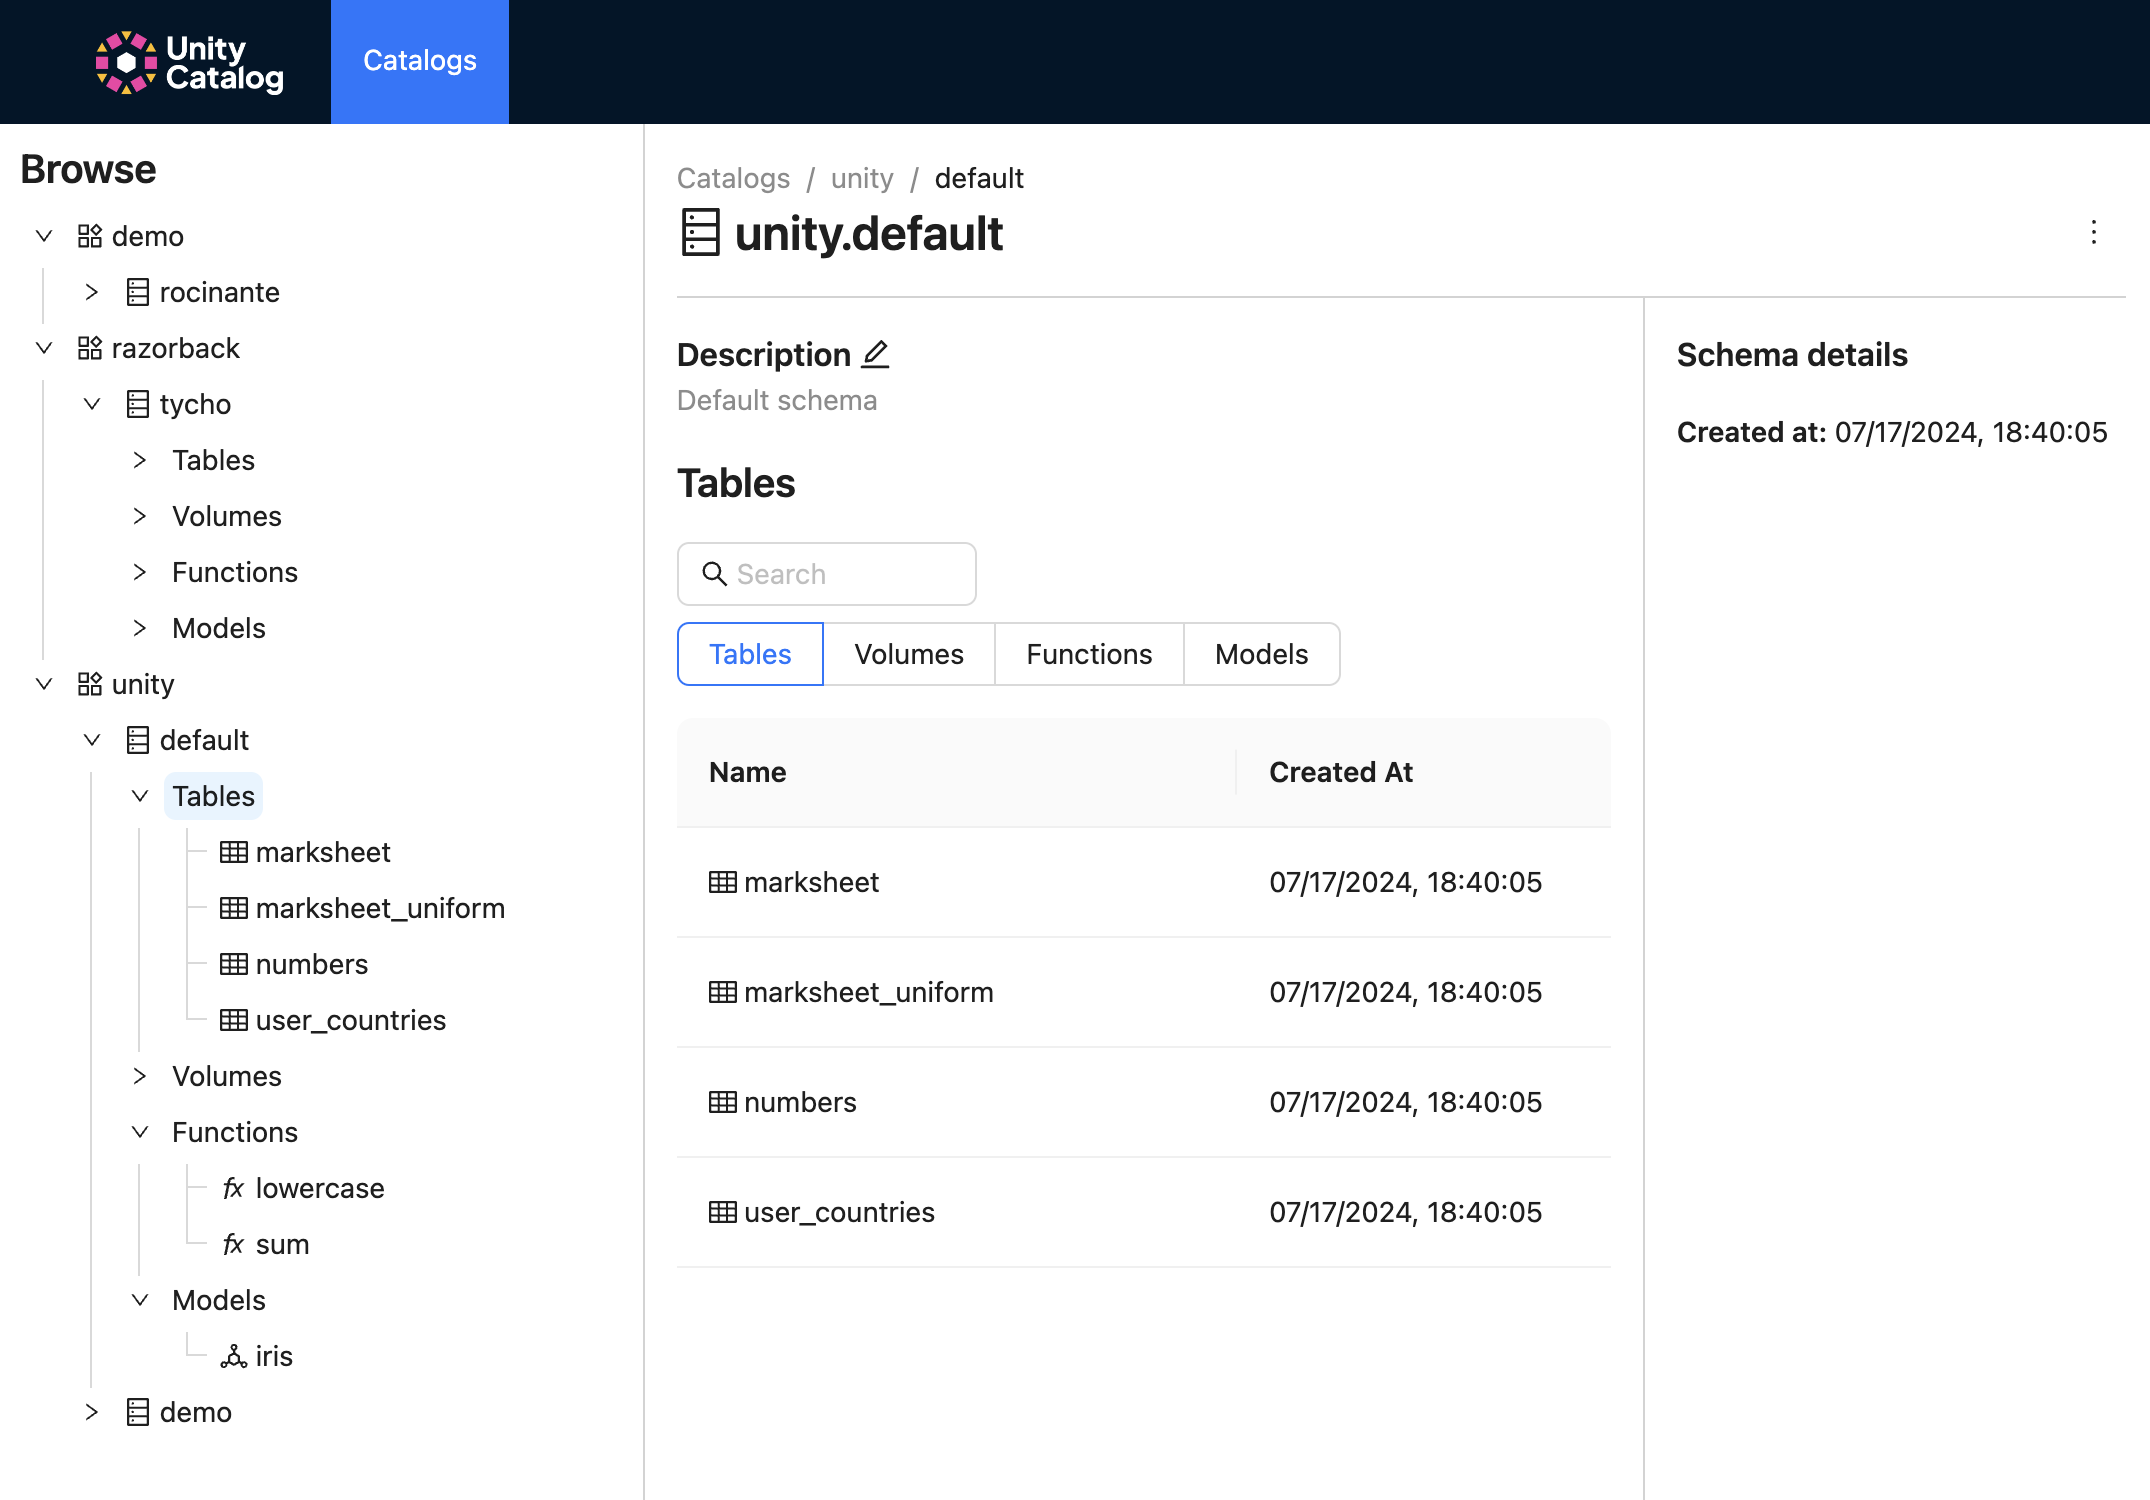 Unity
Catalog
Catalogs
Browse
demo
rocinante
razorback
tycho
Tables
Volumes
Functions
Models
unity
default
Tables
marksheet
marksheet_uniform
numbers
user_countries
Volumes
Functions
fx lowercase
fx sum
Models
iris
demo
Catalogs / unity / default
unity.default
Description
Default schema
Tables
Search
Tables Volumes Functions Models
Name Created At
marksheet 07/17/2024, 18:40:05
marksheet_uniform 07/17/2024, 18:40:05
numbers 07/17/2024, 18:40:05
user_countries 07/17/2024, 18:40:05
Schema details
Created at: 07/17/2024, 18:40:05